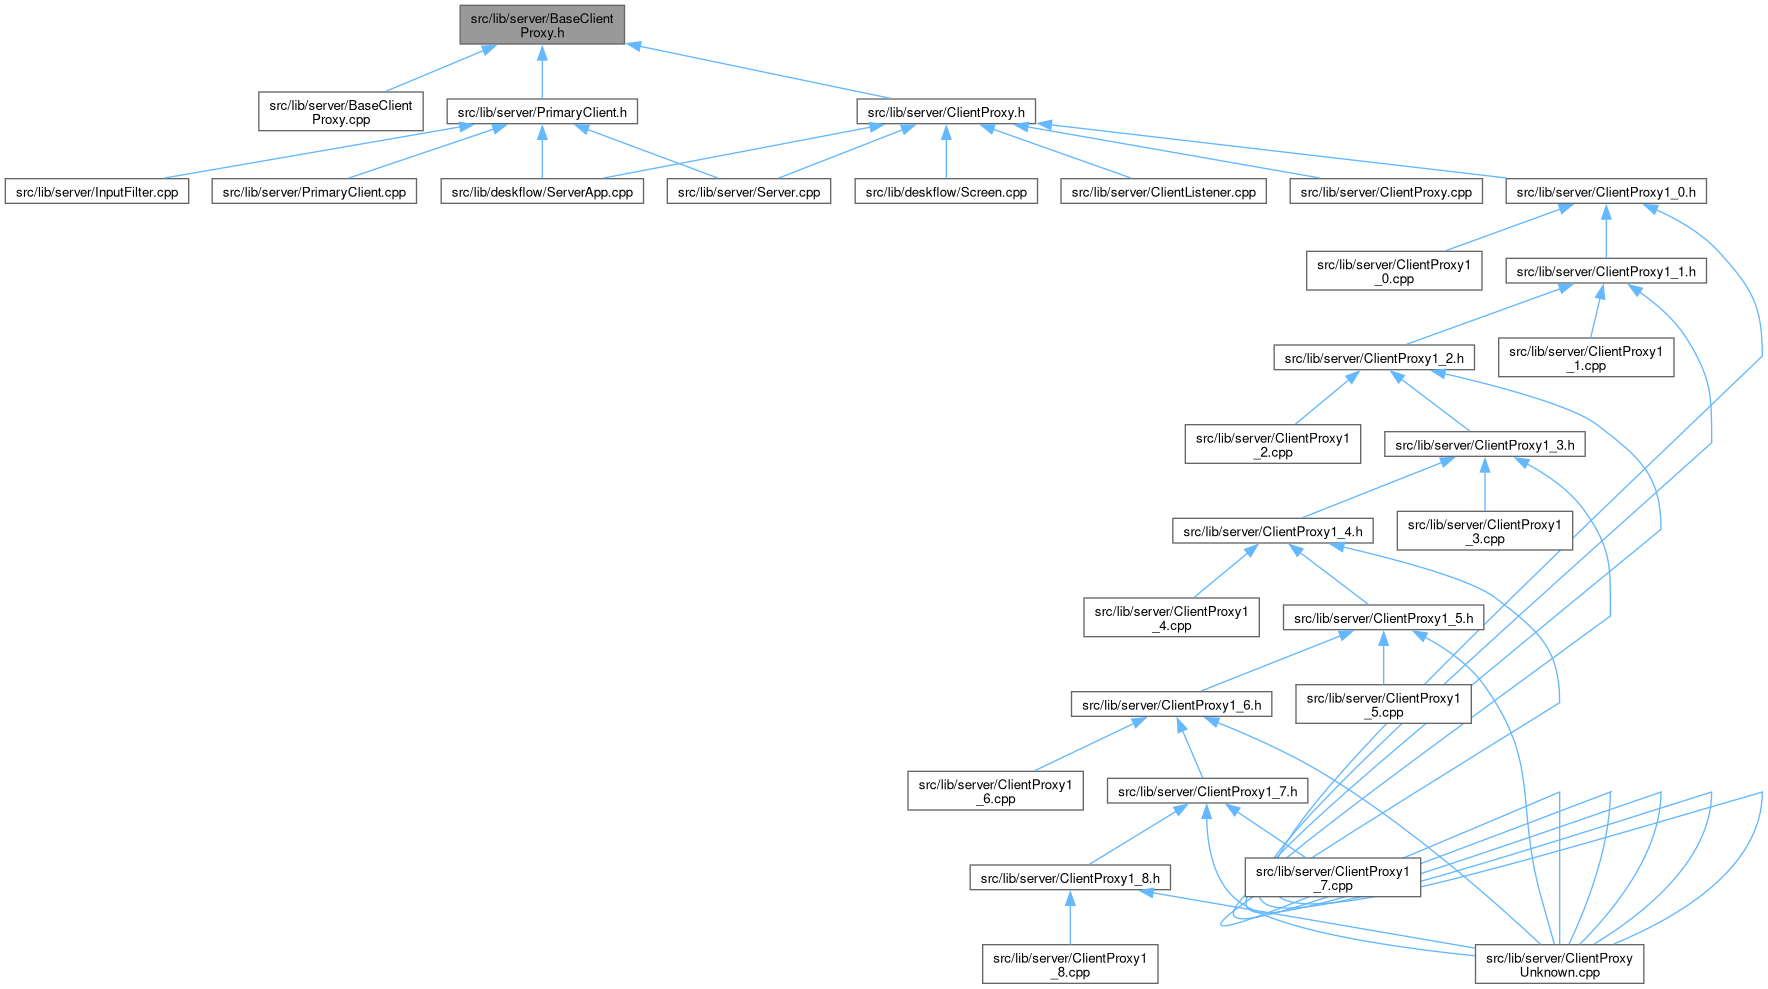 src/lib/server/BaseClient
Proxy.h
src/lib/server/BaseClient
Proxy.cpp
src/lib/server/PrimaryClient.h
src/lib/server/ClientProxy.h
src/lib/server/InputFilter.cpp
src/lib/server/PrimaryClient.cpp
src/lib/deskflow/ServerApp.cpp
src/lib/server/Server.cpp
src/lib/deskflow/Screen.cpp
src/lib/server/ClientListener.cpp
src/lib/server/ClientProxy.cpp
src/lib/server/ClientProxy1_0.h
src/lib/server/ClientProxy1
_0.cpp
src/lib/server/ClientProxy1_1.h
src/lib/server/ClientProxy1_2.h
src/lib/server/ClientProxy1
_1.cpp
src/lib/server/ClientProxy1
_2.cpp
src/lib/server/ClientProxy1_3.h
src/lib/server/ClientProxy1_4.h
src/lib/server/ClientProxy1
_3.cpp
src/lib/server/ClientProxy1
_4.cpp
src/lib/server/ClientProxy1_5.h
src/lib/server/ClientProxy1_6.h
src/lib/server/ClientProxy1
_5.cpp
src/lib/server/ClientProxy1
_6.cpp
src/lib/server/ClientProxy1_7.h
src/lib/server/ClientProxy1_8.h
src/lib/server/ClientProxy1
_7.cpp
src/lib/server/ClientProxy1
_8.cpp
src/lib/server/ClientProxy
Unknown.cpp